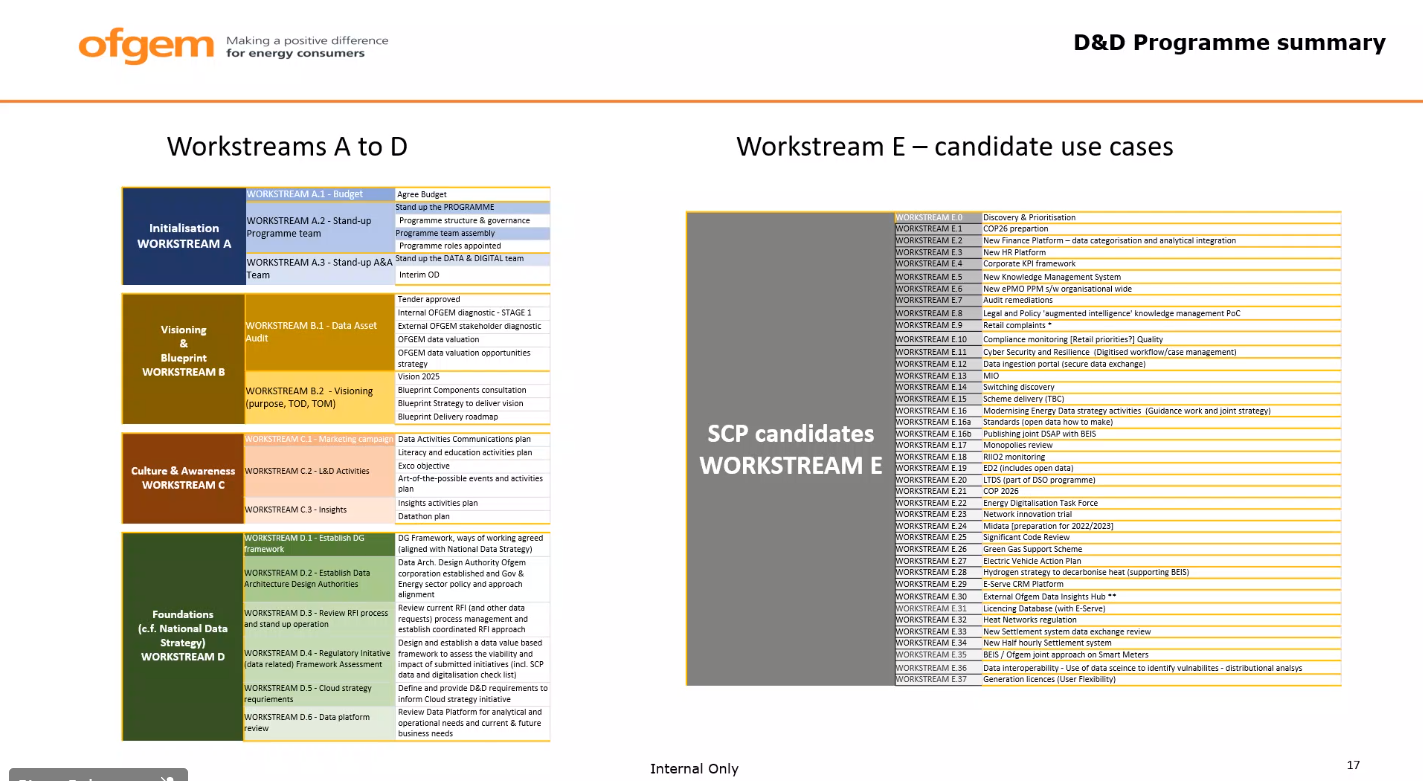 ofgem
Making a positive difference
for energy consumers
D&D Programme summary
Workstreams A to D
Initialisation
WORKSTREAM A
WORKSTREAM A.1 - Budget
Agree Budget
WORKSTREAM A.2 - Stand-up
Programme team
Stand up the PROGRAMME
Programme structure & governance
Programme team assembly
Programme roles appointed
WORKSTREAM A.3 - Stand-up A&A
Team
Stand up the DATA & DIGITAL team
Interim OD
Visioning
&
Blueprint
WORKSTREAM B
WORKSTREAM B.1 - Data Asset
Audit
Tender approved
Internal OFGEM diagnostic - STAGE 1
External OFGEM stakeholder diagnostic
OFGEM data valuation
OFGEM data valuation opportunities
strategy
WORKSTREAM B.2 - Visioning
(purpose, TOD, TOM)
Vision 2025
Blueprint Components consultation
Blueprint Strategy to deliver vision
Blueprint Delivery roadmap
Culture & Awareness
WORKSTREAM C
WORKSTREAM C.1 - Marketing campaign
Data Activities Communications plan
WORKSTREAM C.2 - L&D Activities
Literacy and education activities plan
Exco objective
Art-of-the-possible events and activities
plan
WORKSTREAM C.3 - Insights
Insights activities plan
Datathon plan
Foundations
(c.f. National Data
Strategy)
WORKSTREAM D
WORKSTREAM D.1 - Establish DG
framework
DG Framework, ways of working agreed
(aligned with National Data Strategy)
WORKSTREAM D.2 - Establish Data
Architecture Design Authorities
Data Arch. Design Authority Ofgem
corporation established and Gov &
Energy sector policy and approach
alignment
WORKSTREAM D.3 - Review RFI process
and stand up operation
Review current RFI (and other data
requests) process management and
establish coordinated RFI approach
WORKSTREAM D.4 - Regulatory Initative
(data related) Framework Assessment
Design and establish a data value based
framework to assess the viability and
impact of submitted initiatives (incl. SCP
data and digitalisation check list)
WORKSTREAM D.5 - Cloud strategy
requriements
Define and provide D&D requirements to
inform Cloud strategy initiative
WORKSTREAM D.6 - Data platform
review
Review Data Platform for analytical and
operational needs and current & future
business needs
Workstream E – candidate use cases
SCP candidates
WORKSTREAM E
WORKSTREAM E.0 Discovery & Prioritisation
WORKSTREAM E.1 COP26 prepartion
WORKSTREAM E.2 New Finance Platform – data categorisation and analytical integration
WORKSTREAM E.3 New HR Platform
WORKSTREAM E.4 Corporate KPI framework
WORKSTREAM E.5 New Knowledge Management System
WORKSTREAM E.6 New ePMO PPM s/w organisational wide
WORKSTREAM E.7 Audit remediations
WORKSTREAM E.8 Legal and Policy 'augmented intelligence' knowledge management PoC
WORKSTREAM E.9 Retail complaints *
WORKSTREAM E.10 Compliance monitoring [Retail priorities?] Quality
WORKSTREAM E.11 Cyber Security and Resilience (Digitised workflow/case management)
WORKSTREAM E.12 Data ingestion portal (secure data exchange)
WORKSTREAM E.13 MIO
WORKSTREAM E.14 Switching discovery
WORKSTREAM E.15 Scheme delivery (TBC)
WORKSTREAM E.16 Modernising Energy Data strategy activities (Guidance work and joint strategy)
WORKSTREAM E.16a Standards (open data how to make)
WORKSTREAM E.16b Publishing joint DSAP with BEIS
WORKSTREAM E.17 Monopolies review
WORKSTREAM E.18 RIIO2 monitoring
WORKSTREAM E.19 ED2 (includes open data)
WORKSTREAM E.20 LTDS (part of DSO programme)
WORKSTREAM E.21 COP 2026
WORKSTREAM E.22 Energy Digitalisation Task Force
WORKSTREAM E.23 Network innovation trial
WORKSTREAM E.24 Midata [preparation for 2022/2023]
WORKSTREAM E.25 Significant Code Review
WORKSTREAM E.26 Green Gas Support Scheme
WORKSTREAM E.27 Electric Vehicle Action Plan
WORKSTREAM E.28 Hydrogen strategy to decarbonise heat (supporting BEIS)
WORKSTREAM E.29 E-Serve CRM Platform
WORKSTREAM E.30 External Ofgem Data Insights Hub **
WORKSTREAM E.31 Licencing Database (with E-Serve)
WORKSTREAM E.32 Heat Networks regulation
WORKSTREAM E.33 New Settlement system data exchange review
WORKSTREAM E.34 New Half hourly Settlement system
WORKSTREAM E.35 BEIS / Ofgem joint approach on Smart Meters
WORKSTREAM E.36 Data interoperability - Use of data sceince to identify vulnerabilites - distributional analsys
WORKSTREAM E.37 Generation licences (User Flexibility)
Internal Only
17